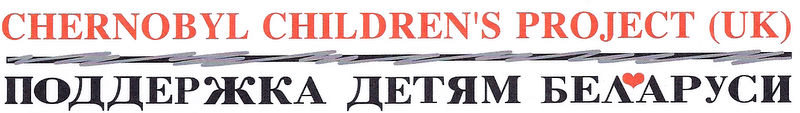 CHERNOBYL CHILDREN'S PROJECT (UK)
ПОДДЕРЖКА ДЕТЯМ БЕЛАРУСИ